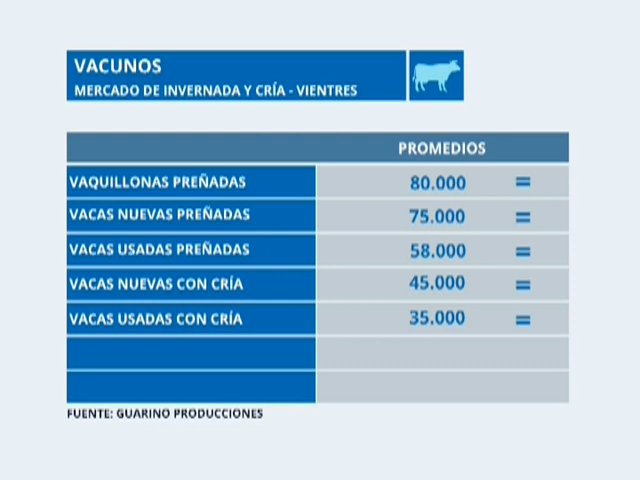 VACUNOS
MERCADO DE INVERNADA Y CRÍA - VIENTRES
PROMEDIOS
VAQUILLONAS PREÑADAS 80.000 =
VACAS NUEVAS PREÑADAS 75.000 =
VACAS USADAS PREÑADAS 58.000 =
VACAS NUEVAS CON CRÍA 45.000 =
VACAS USADAS CON CRÍA 35.000 =
FUENTE: GUARINO PRODUCCIONES